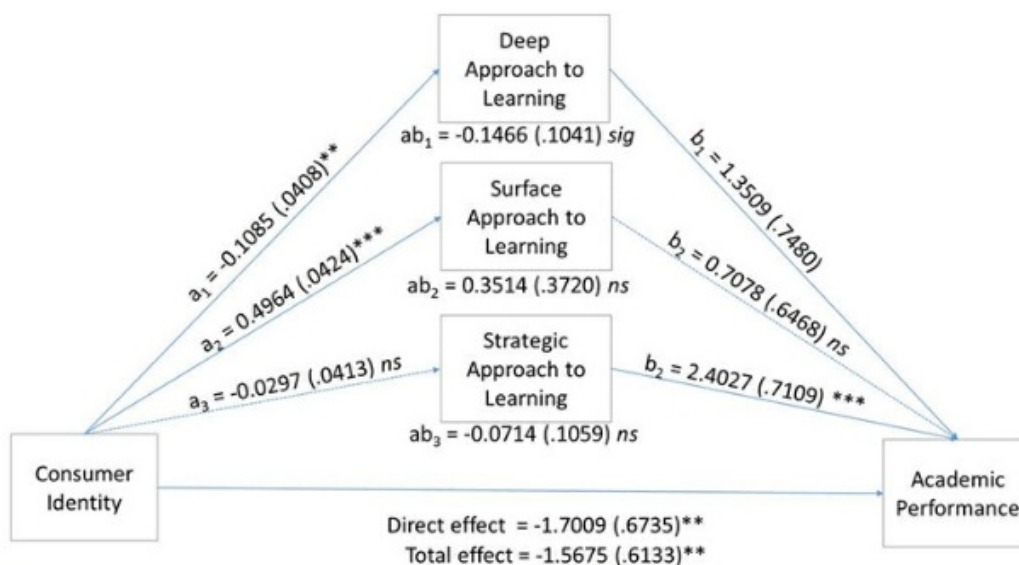 Deep
Approach to
Learning
ab₁ = -0.1466 (.1041) sig
a₁ = -0.1085 (.0408)**
b₁ = 1.3509 (.7480)
Surface
Approach to
Learning
ab₂ = 0.3514 (.3720) ns
a₂ = 0.4964 (.0424)***
b₂ = 0.7078 (.6468) ns
Strategic
Approach to
Learning
ab₃ = -0.0714 (.1059) ns
a₃ = -0.0297 (.0413) ns
b₂ = 2.4027 (.7109) ***
Consumer
Identity
Academic
Performance
Direct effect = -1.7009 (.6735)**
Total effect = -1.5675 (.6133)**